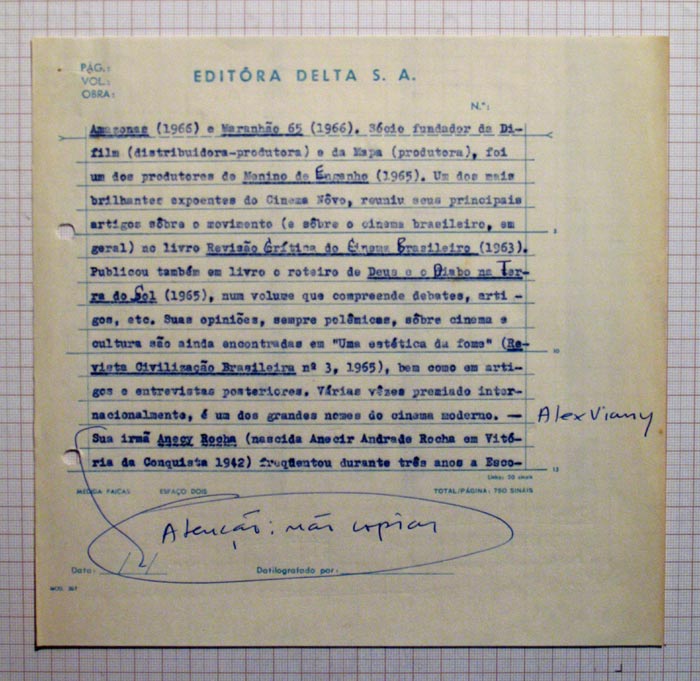 PÁG.:
VOL.:
OBRA:
EDITÔRA DELTA S. A.
N.º:
Amazonas (1966) e Maranhão 65 (1966). Sócio fundador da Di-
film (distribuidora-produtora) e da Mapa (produtora), foi
um dos produtores de Menino de Engenho (1965). Um dos mais
brilhantes expoentes do Cinema Nôvo, reuniu seus principais
artigos sôbre o movimento (e sôbre o cinema brasileiro, em
geral) no livro Revisão Crítica do Cinema Brasileiro (1963).
Publicou também em livro o roteiro de Deus e o Diabo na Ter-
ra do Sol (1965), num volume que compreende debates, arti -
gos, etc. Suas opiniões, sempre polêmicas, sôbre cinema e
cultura são ainda encontradas em "Uma estética da fome" (Re-
vista Civilização Brasileira nº 3, 1965), bem como em arti-
gos e entrevistas posteriores. Várias vêzes premiado inter-
nacionalmente, é um dos grandes nomes do cinema moderno. —
Alex Viany
Sua irmã Anecy Rocha (nascida Anecir Andrade Rocha em Vitó-
ria da Conquista 1942) freqüentou durante três anos a Esco-
5
10
15
Linha: 50 sinais
MEDIDA FAICAS ESPAÇO DOIS TOTAL/PÁGINA: 750 SINAIS
Atenção: não copiar
Data: Datilografado por: